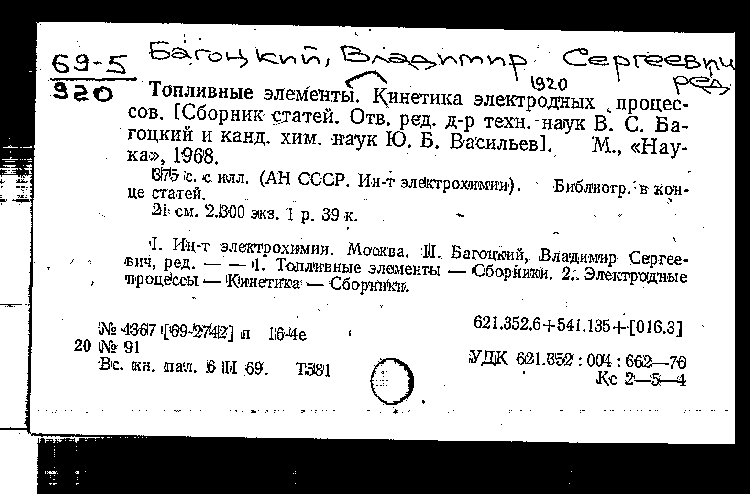 69-5
920
Багоцкий, Владимир Сергеевич
ред.
1920
Топливные элементы. Кинетика электродных процес-
сов. [Сборник статей. Отв. ред. д-р техн. наук В. С. Ба-
гоцкий и канд. хим. наук Ю. Б. Васильев]. М., «Нау-
ка», 1968.
375 с. с илл. (АН СССР. Ин-т электрохимии). Библиогр. в кон-
це статей.
21 см. 2.300 экз. 1 р. 39 к.
I. Ин-т электрохимии. Москва. II. Багоцкий, Владимир Сергее-
вич, ред. — — 1. Топливные элементы — Сборники. 2. Электродные
процессы — Кинетика — Сборники.
621.352.6+541.135+[016.3]
№ 4367 [69-2742] п 16-4е
20 № 91
УДК 621.352 : 004 : 662—76
Вс. кн. пал. 6 III 69. Т581
Кс 2—5—4